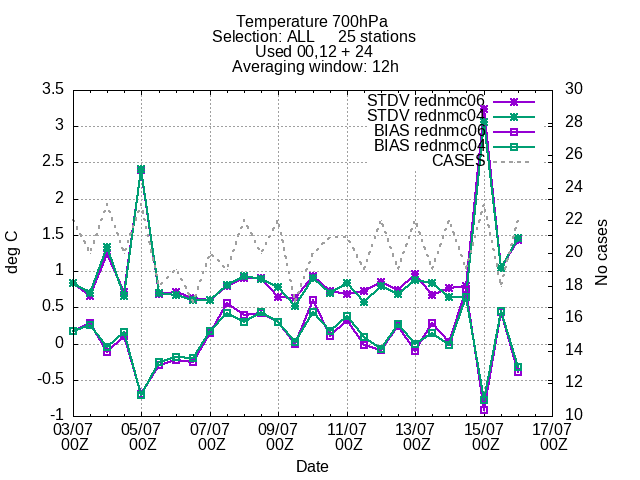 Temperature 700hPa
Selection: ALL 25 stations
Used 00,12 + 24
Averaging window: 12h
STDV rednmc06
STDV rednmc04
BIAS rednmc06
BIAS rednmc04
CASES
deg C
3.5
3
2.5
2
1.5
1
0.5
0
-0.5
-1
No cases
30
28
26
24
22
20
18
16
14
12
10
03/07 05/07 07/07 09/07 11/07 13/07 15/07 17/07
00Z 00Z 00Z 00Z 00Z 00Z 00Z 00Z
Date